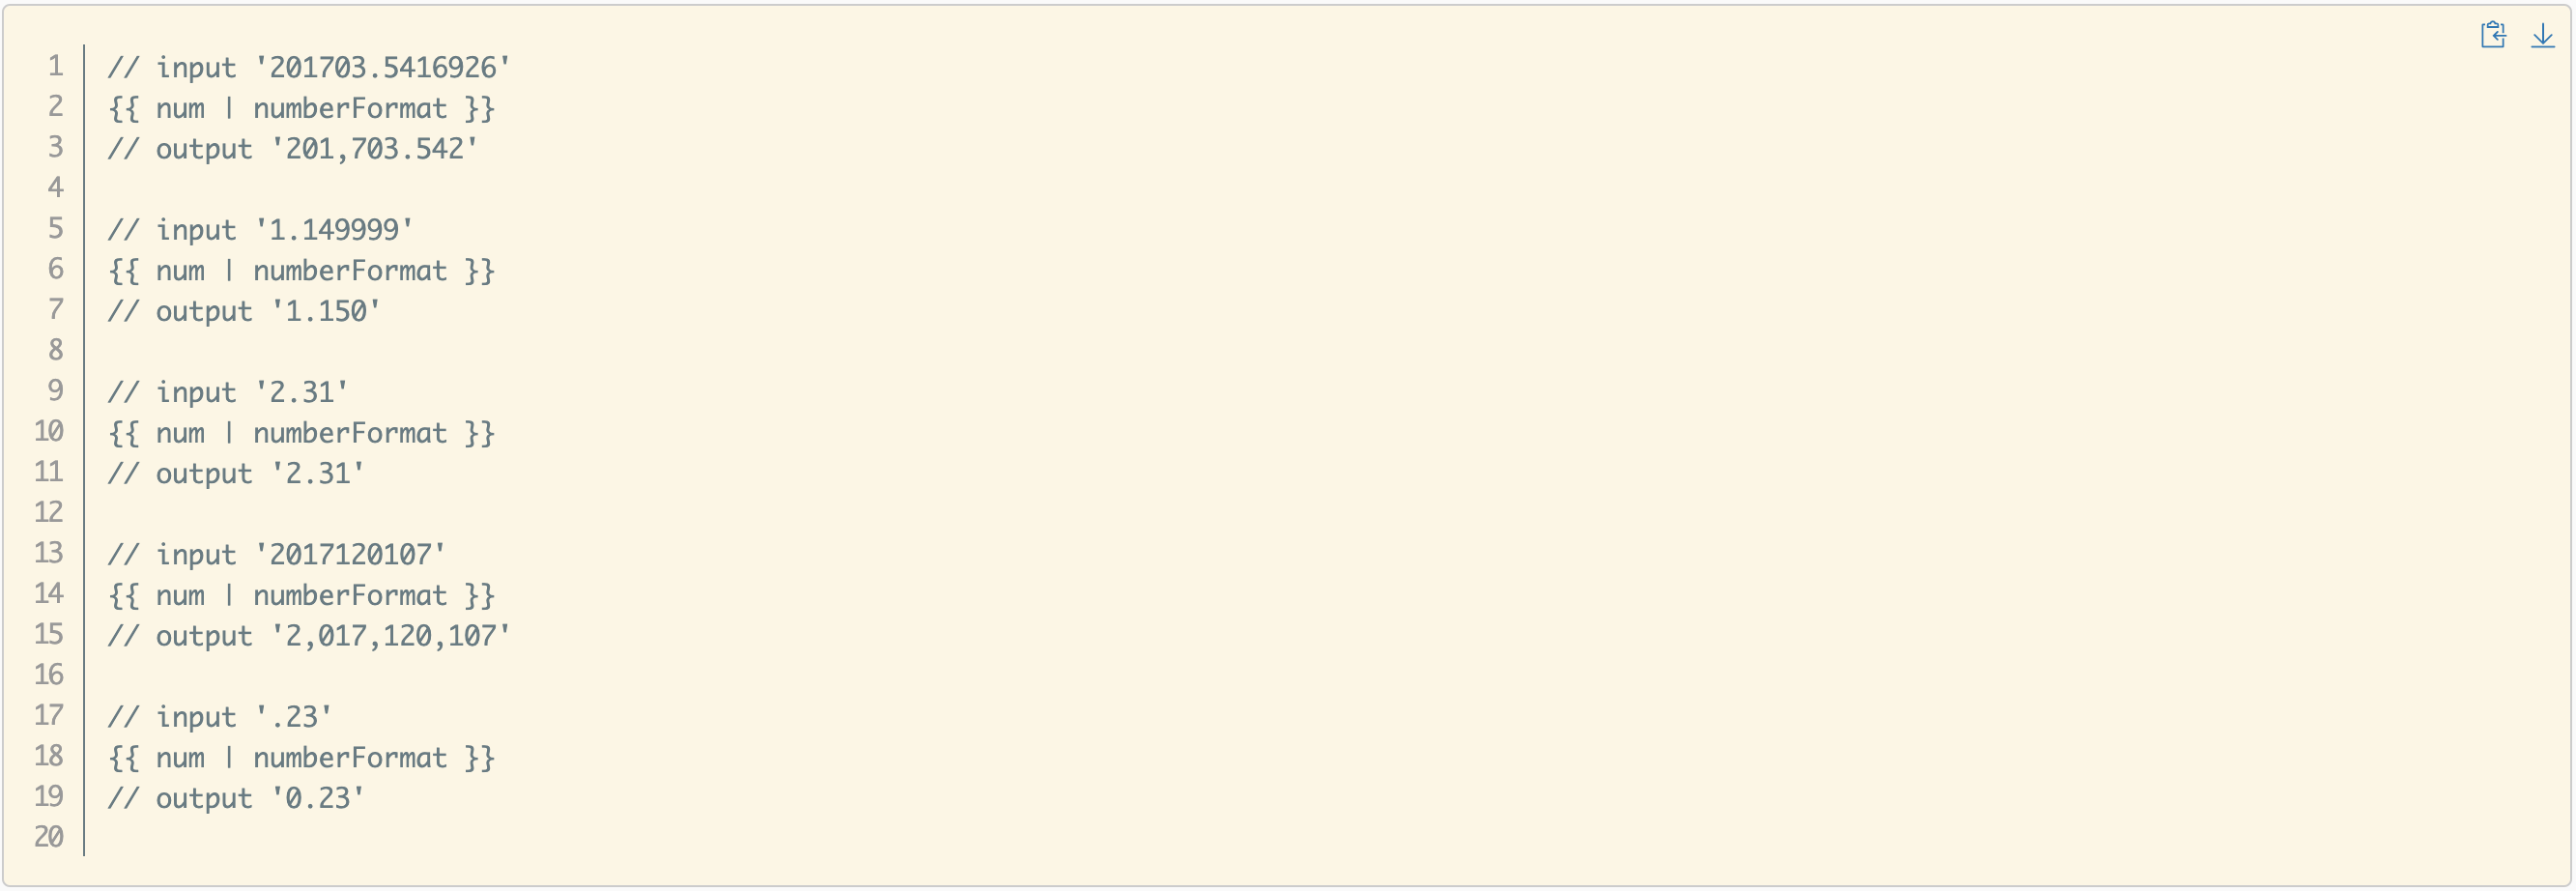 1 // input '201703.5416926'
2 {{ num | numberFormat }}
3 // output '201,703.542'
4
5 // input '1.149999'
6 {{ num | numberFormat }}
7 // output '1.150'
8
9 // input '2.31'
10 {{ num | numberFormat }}
11 // output '2.31'
12
13 // input '2017120107'
14 {{ num | numberFormat }}
15 // output '2,017,120,107'
16
17 // input '.23'
18 {{ num | numberFormat }}
19 // output '0.23'
20